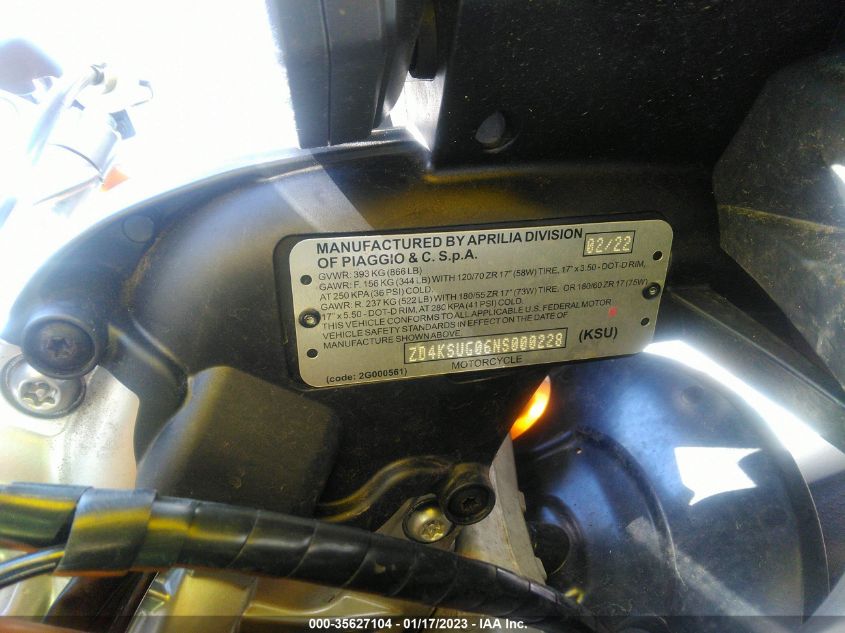 MANUFACTURED BY APRILIA DIVISION
OF PIAGGIO & C. S.p.A.
02/22
GVWR: 393 KG (866 LB)
GAWR: F. 156 KG (344 LB) WITH 120/70 ZR 17" (58W) TIRE, 17" x 3.50 - DOT-D RIM,
AT 250 KPA (36 PSI) COLD.
GAWR: R. 237 KG (522 LB) WITH 180/55 ZR 17" (73W) TIRE, OR 180/60 ZR 17 (75W)
17" x 5.50 - DOT-D RIM, AT 280 KPA (41 PSI) COLD.
THIS VEHICLE CONFORMS TO ALL APPLICABLE U.S. FEDERAL MOTOR
VEHICLE SAFETY STANDARDS IN EFFECT ON THE DATE OF
MANUFACTURE SHOWN ABOVE.
ZD4KSUG06NS000228
(KSU)
MOTORCYCLE
(code: 2G000561)
000-35627104 - 01/17/2023 - IAA Inc.